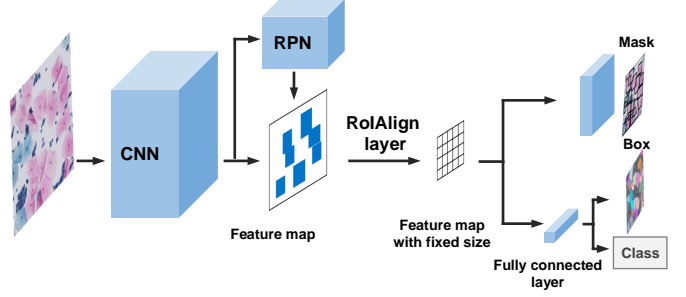 RPN
Mask
CNN
RoIAlign
layer
Box
Feature map
Feature map
with fixed size
Class
Fully connected
layer